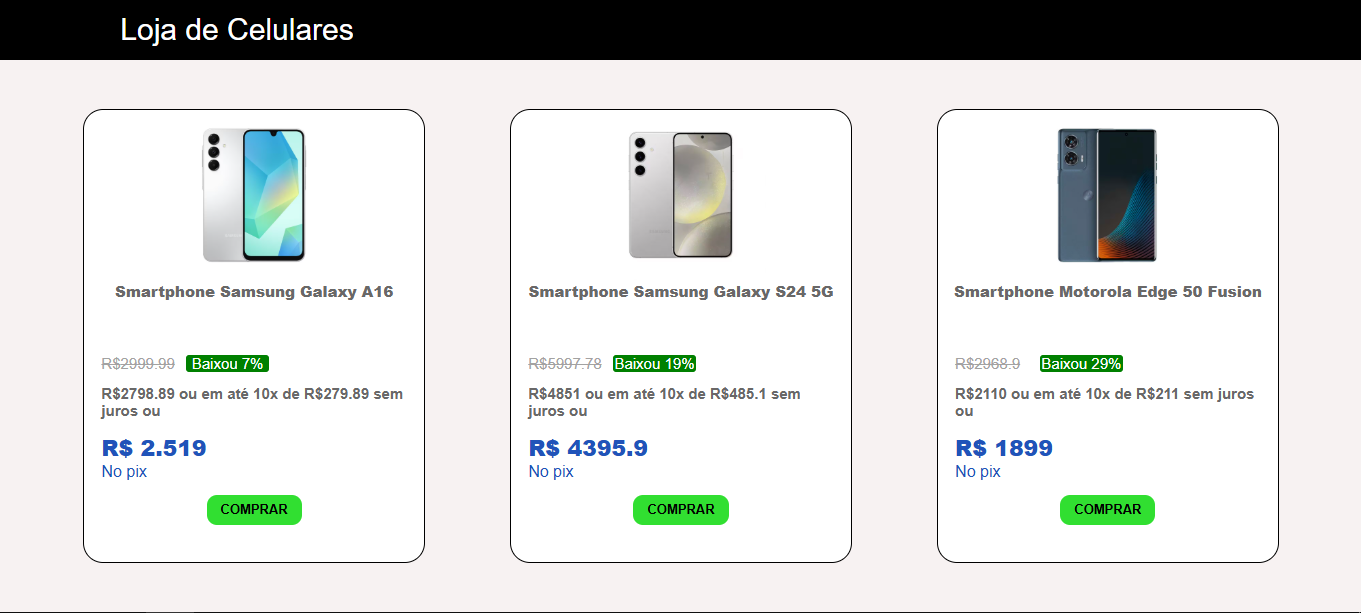 Loja de Celulares
Smartphone Samsung Galaxy A16
R$2999.99 Baixou 7%
R$2798.89 ou em até 10x de R$279.89 sem
juros ou
R$ 2.519
No pix
COMPRAR
Smartphone Samsung Galaxy S24 5G
R$5997.78 Baixou 19%
R$4851 ou em até 10x de R$485.1 sem
juros ou
R$ 4395.9
No pix
COMPRAR
Smartphone Motorola Edge 50 Fusion
R$2968.9 Baixou 29%
R$2110 ou em até 10x de R$211 sem juros
ou
R$ 1899
No pix
COMPRAR